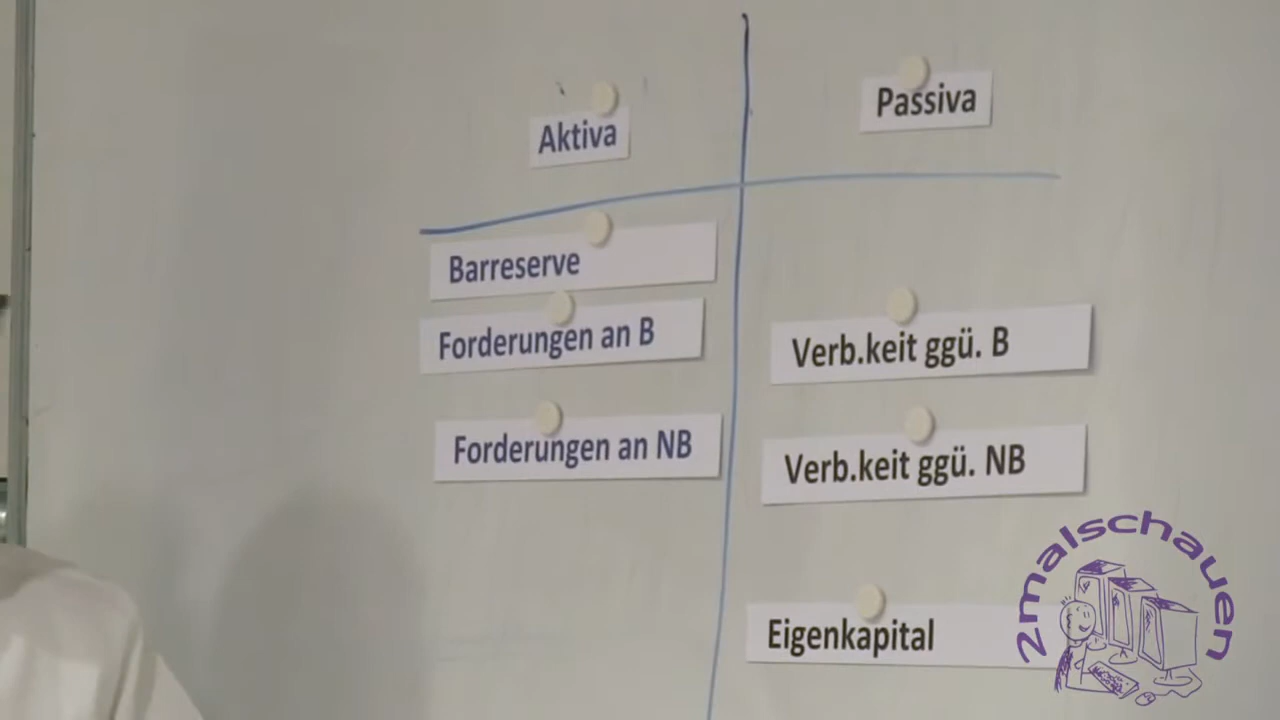 Aktiva
Passiva
Barreserve
Forderungen an B
Verb.keit ggü. B
Forderungen an NB
Verb.keit ggü. NB
Eigenkapital
2malschauen